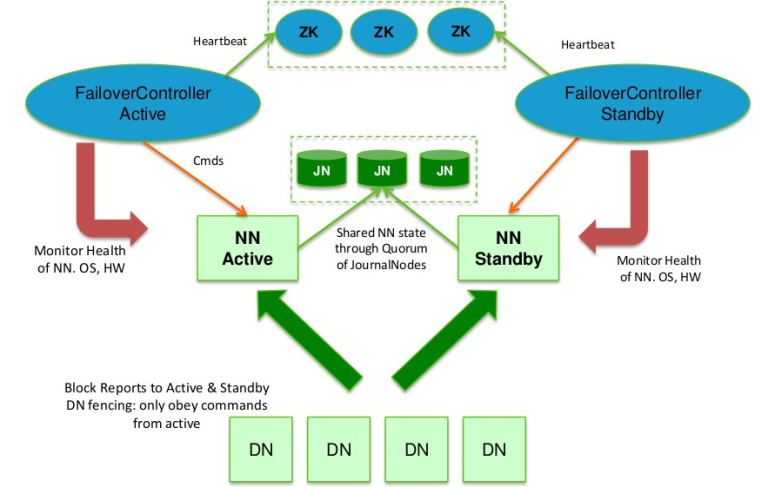 ZK
ZK
ZK
Heartbeat
Heartbeat
FailoverController
Active
FailoverController
Standby
Cmds
JN
JN
JN
NN
Active
Shared NN state
through Quorum
of JournalNodes
NN
Standby
Monitor Health
of NN. OS, HW
Monitor Health
of NN. OS, HW
Block Reports to Active & Standby
DN fencing: only obey commands
from active
DN
DN
DN
DN